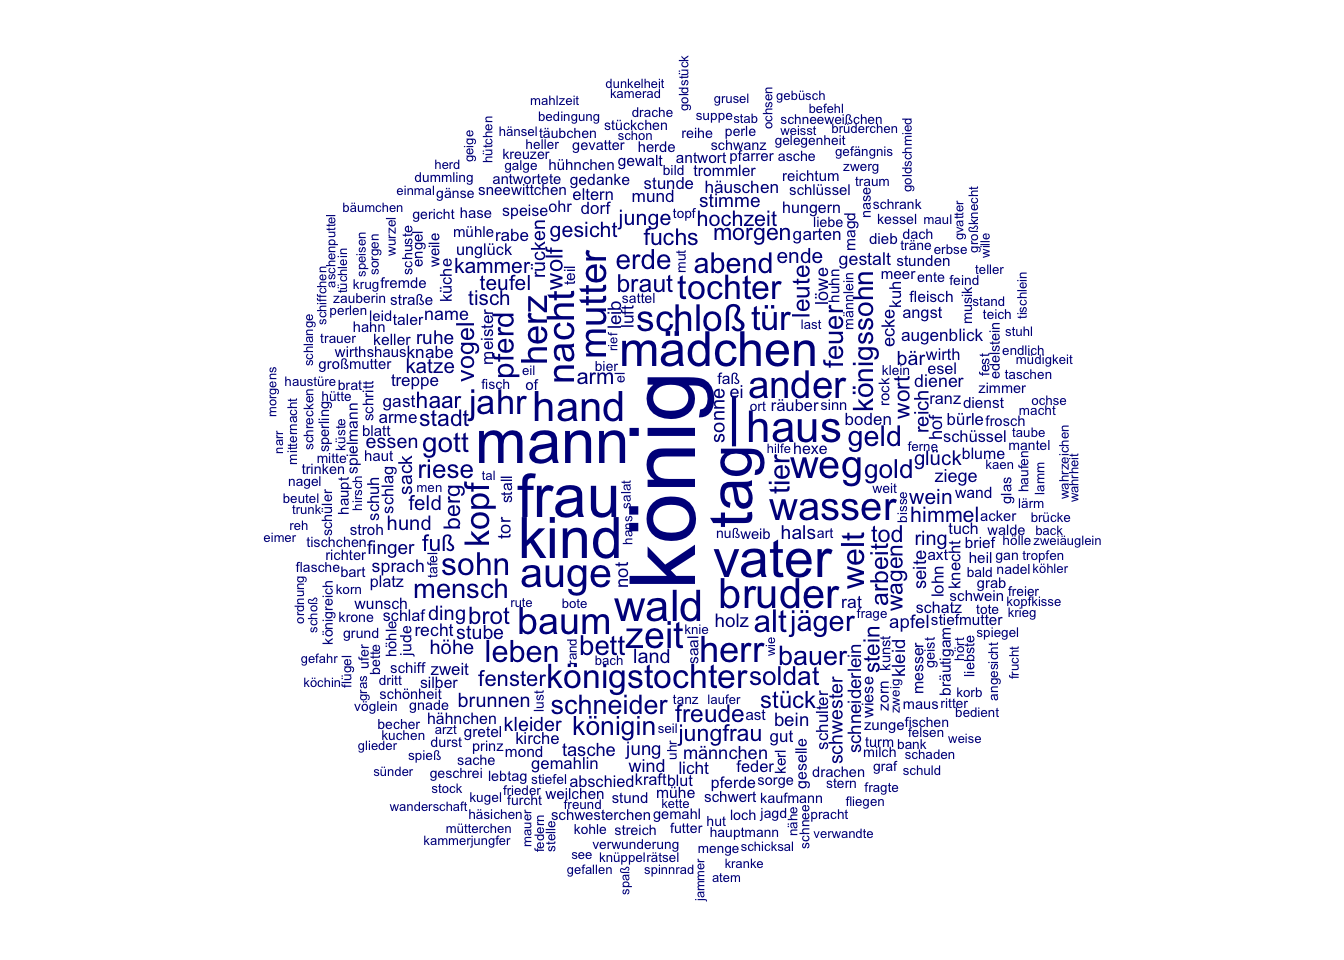 dunkelheit
goldstück
kamerad
mahlzeit
grusel
gebüsch
befehl
bedingung
drache
suppe
stab
ochsen
schneeweißchen
geige
hütchen
hänsel
täubchen
stückchen
schon
reihe
perle
weisst
brüderchen
heller
gevatter
herde
schwanz
gelegenheit
goldschmied
herd
kreuzer
galge
hühnchen
gewalt
bild
antwort
trommler
pfarrer
asche
gefängnis
zwerg
dummling
antwortete
gedanke
stunde
häuschen
reichtum
schlüssel
traum
einmal
gänse
sneewittchen
eltern
mund
stimme
nase
schrank
bäumchen
gericht
hase
speise
ohr
dorf
junge
topf
hochzeit
hungern
liebe
magd
kessel
maul
gvatter
großknecht
aschenputtel
tüchlein
speisen
sorgen
wurzel
schuste
engel
weile
mühle
rabe
rücken
gesicht
fuchs
mut
morgen
garten
dieb
dach
träne
erbse
wille
unglück
wolf
teil
erde
abend
ende
gestalt
stunden
schiffchen
krug
fremde
küche
kammer
teufel
mutter
braut
tochter
leute
löwe
huhn
männlein
königssohn
kuh
meer
ente
feind
teller
zauberin
straße
tisch
nacht
sattel
luft
leib
fleisch
musik
stand
tischlein
perlen
leid
taler
name
meister
pferd
herz
rief
schloß
tür
last
feuer
ecke
angst
teich
schlange
trauer
hahn
keller
ruhe
vogel
mädchen
augenblick
edelstein
stuhl
wirthshaus
knabe
bier
bär
wirth
fest
endlich
müdigkeit
großmutter
katze
eil
arm
el
könig
faß
ei
ander
klein
rock
wort
esel
taschen
morgens
haustüre
brat
schritt
treppe
fisch
of
sonne
diener
zimmer
hütte
gast
haar
jahr
hand
ort
räuber
sinn
reich
ranz
dienst
ochse
macht
narr
mitternacht
schrecken
sperling
küste
spielmann
arme
stadt
l
haus
boden
hof
bürle
frosch
blatt
mann
geld
schüssel
taube
mantel
mitte
essen
gott
hilfe
hexe
ferne
glück
blume
kaen
haufen
wahrzeichen
wahrheit
trinken
haut
sack
riese
tag
tier
weg
gold
ziege
glas
lamm
nagel
haupt
hirsch
schuh
schlag
men
tal
frau
hans
salat
weit
bisse
wein
wand
beutel
trunk
schüler
feld
berg
kopf
stall
wasser
himmel
acker
lärm
reh
stroh
hund
tor
kind
nuß
weib
hals
art
tod
tuch
walde
brücke
back
eimer
tischchen
fuß
vater
welt
arbeit
ring
brief
holle
zweiäuglein
richter
finger
axt
heil
gan
tropfen
flasche
bart
sprach
tafel
sohn
auge
not
wagen
seite
knecht
bald
nadel
köhler
ordnung
schoß
königreich
korn
platz
mensch
bruder
lohn
grab
wunsch
rute
bote
wald
rat
schatz
schwein
freier
kopfkisse
krone
schlaf
ding
brot
baum
holz
alt
jäger
frage
apfel
tote
krieg
stiefmutter
grund
jude
recht
stube
zeit
knie
spiegel
gefahr
ufer
höhle
höhe
leben
rand
bach
bett
land
saal
herr
wie
bauer
stein
kunst
kleid
messer
geist
bräutigam
hört
liebste
angesicht
frucht
köchin
flügel
gras
bette
schiff
zweit
fenster
königstochter
soldat
schneiderlein
wiese
zorn
zweig
dritt
silber
schönheit
brunnen
lust
schneider
tanz
laufer
stück
maus
ritter
korb
vöglein
gnade
bedient
becher
hähnchen
kleider
königin
seil
freude
ast
bein
schulter
schwester
zunge
fischen
kuchen
arzt
gretel
kirche
jungfrau
gut
turm
felsen
glieder
durst
prinz
mond
tasche
jung
uhr
männchen
kerl
geselle
milch
bank
weise
spieß
sache
gemahlin
wind
licht
feder
drachen
graf
schaden
sünder
geschrei
lebtag
stiefel
abschied
kraft
blut
pferde
sorge
stern
fragte
schuld
stock
frieder
weilchen
mühe
schwert
kaufmann
kugel
furcht
freund
stund
kette
fliegen
wanderschaft
häsichen
schwesterchen
gemahl
hut
loch
jagd
nähe
schnee
pracht
mütterchen
mauer
federn
stelle
kohle
streich
futter
hauptmann
verwandte
kammerjungfer
verwunderung
menge
schicksal
see
knüppel
rätsel
kranke
gefallen
spaß
spinnrad
jammer
atem